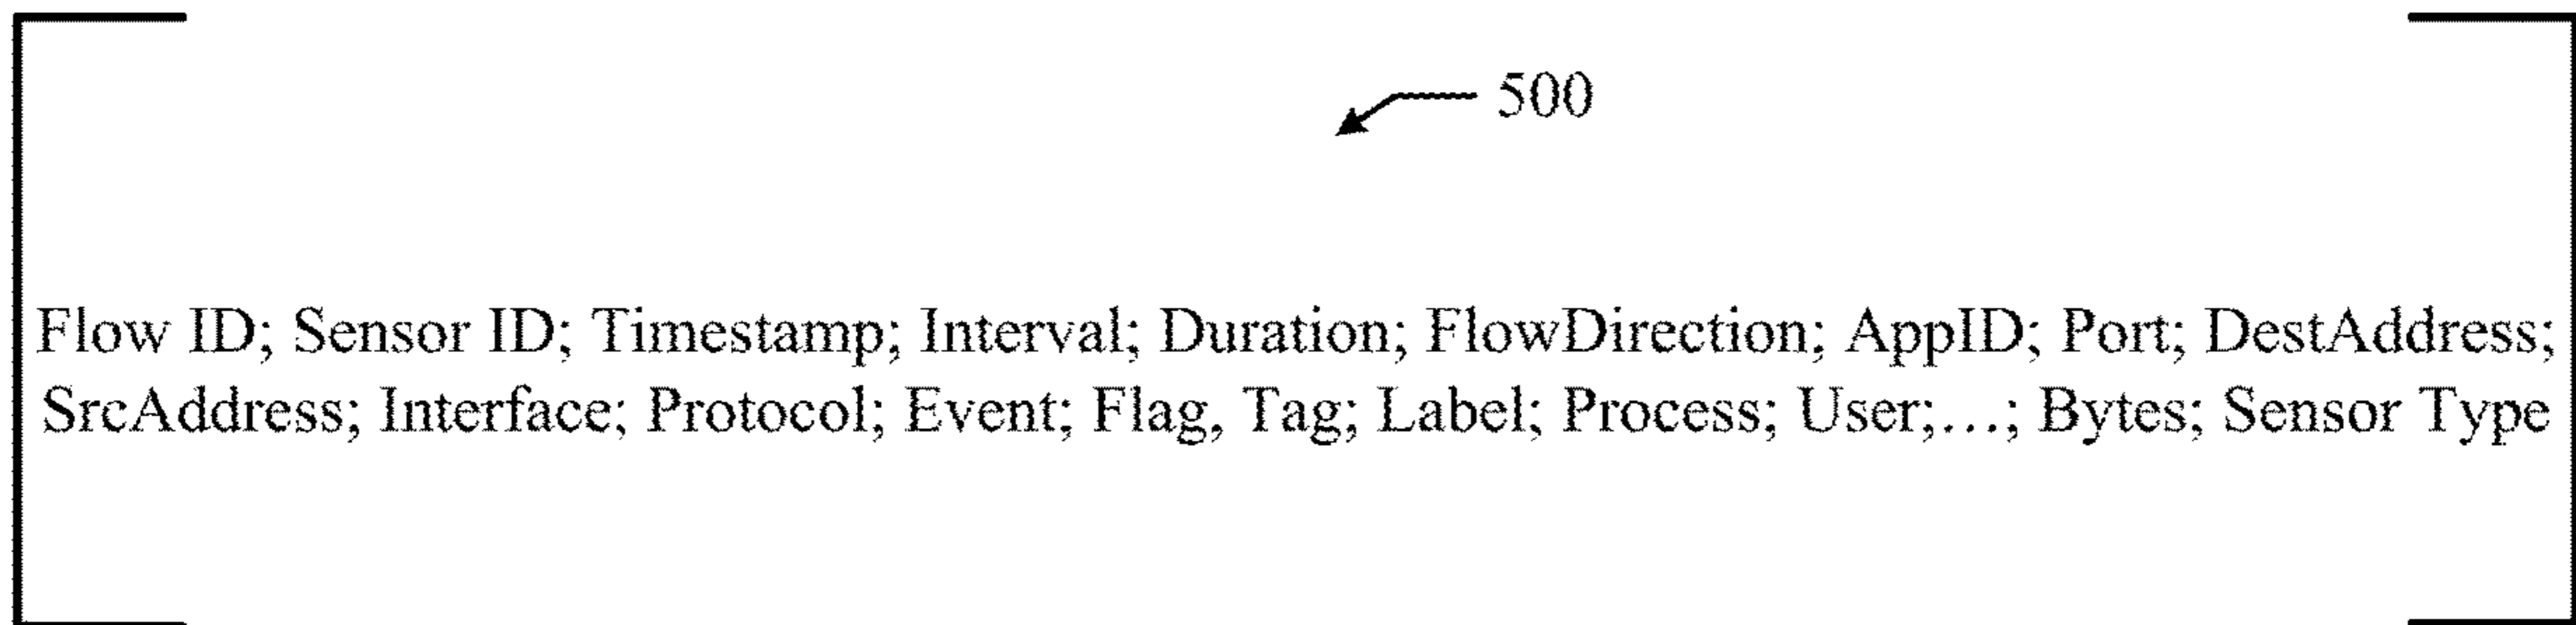 500
Flow ID; Sensor ID; Timestamp; Interval; Duration; FlowDirection; AppID; Port; DestAddress;
SrcAddress; Interface; Protocol; Event; Flag, Tag; Label; Process; User;…; Bytes; Sensor Type